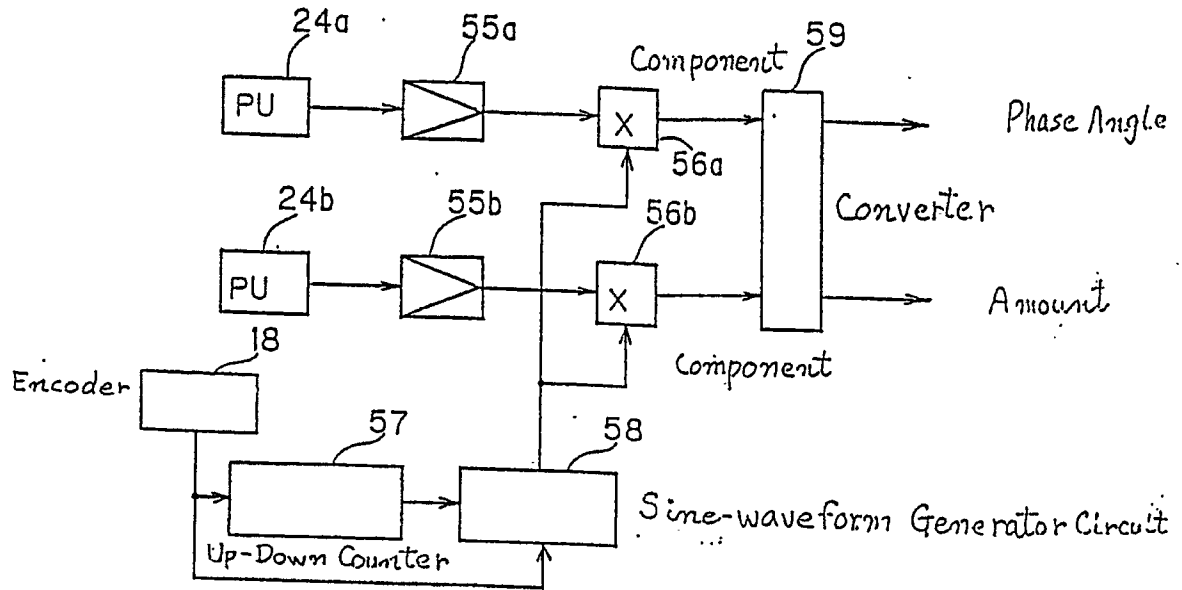 24a
55a
59
Component
PU
X
Phase Angle
56a
24b
55b
56b
Converter
PU
X
Amount
18
Component
Encoder
57
58
Sine-waveform Generator Circuit
Up-Down Counter